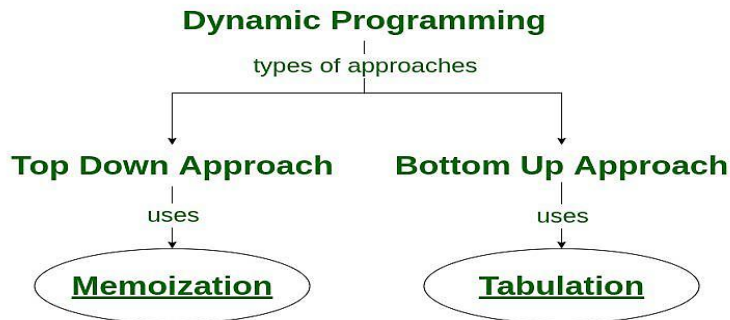 Dynamic Programming
types of approaches
Top Down Approach
Bottom Up Approach
uses
uses
Memoization
Tabulation